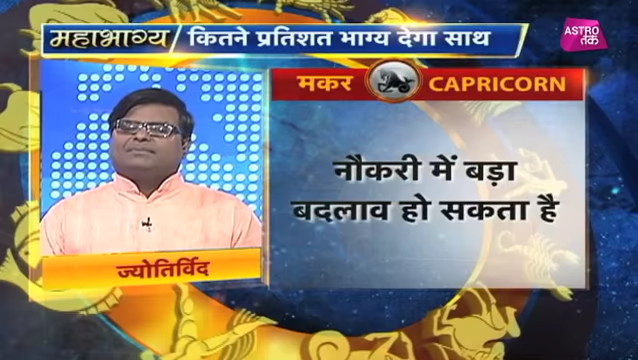 महाभाग्य कितने प्रतिशत भाग्य देगा साथ
ASTRO
तक
मकर CAPRICORN
नौकरी में बड़ा
बदलाव हो सकता है
ज्योतिर्विद